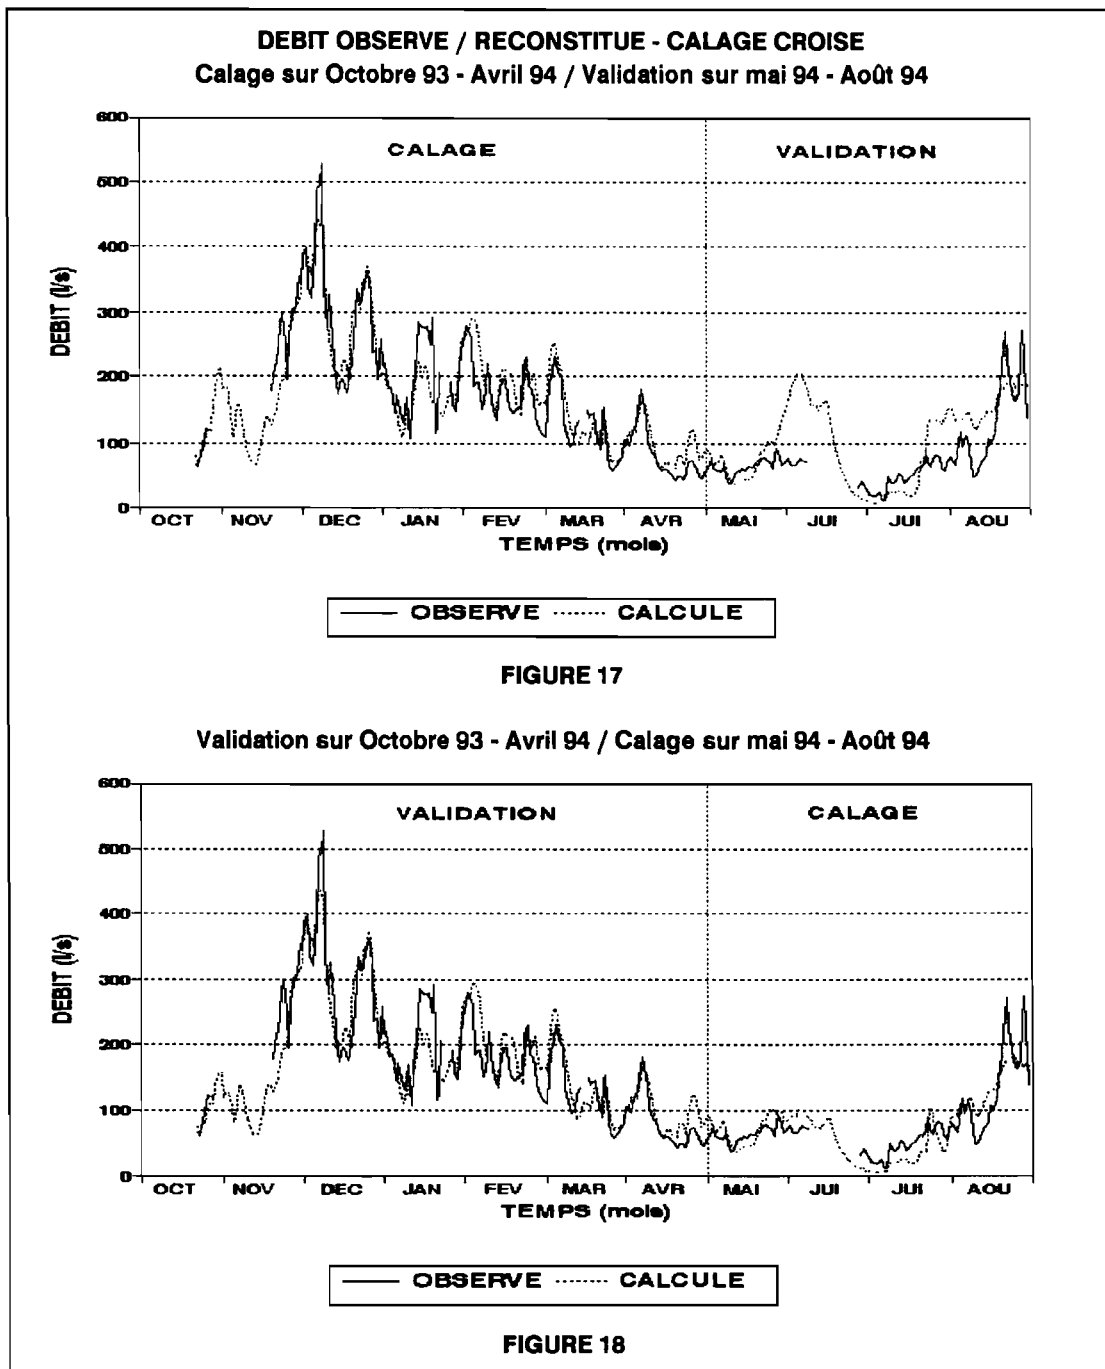 DEBIT OBSERVE / RECONSTITUE - CALAGE CROISE
Calage sur Octobre 93 - Avril 94 / Validation sur mai 94 - Août 94
600
CALAGE VALIDATION
500
400
300
200
100
0
DEBIT (l/s)
OCT NOV DEC JAN FEV MAR AVR MAI JUI JUI AOU
TEMPS (mois)
OBSERVE CALCULE
FIGURE 17
Validation sur Octobre 93 - Avril 94 / Calage sur mai 94 - Août 94
600
VALIDATION CALAGE
500
400
300
200
100
0
DEBIT (l/s)
OCT NOV DEC JAN FEV MAR AVR MAI JUI JUI AOU
TEMPS (mois)
OBSERVE CALCULE
FIGURE 18